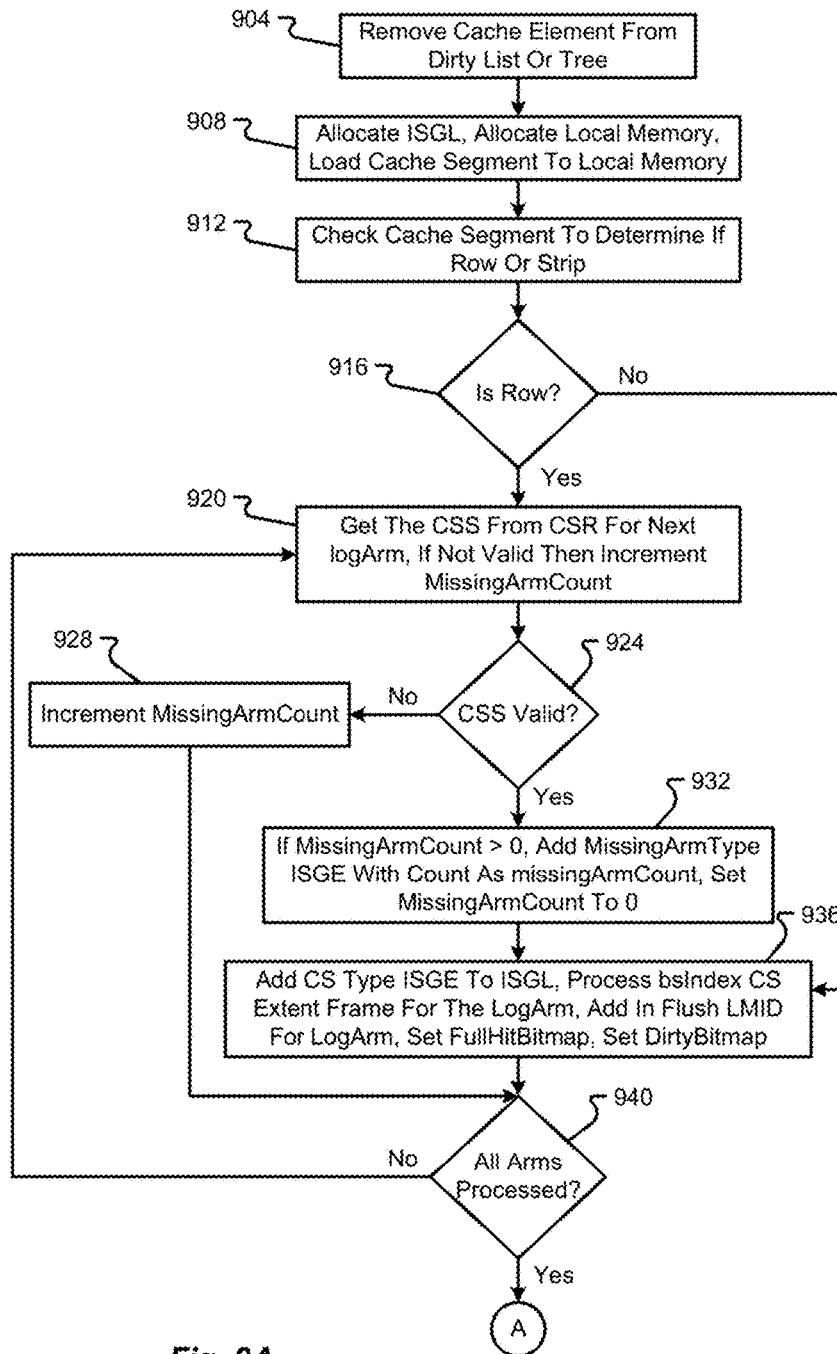 904
Remove Cache Element From
Dirty List Or Tree
908
Allocate ISGL, Allocate Local Memory,
Load Cache Segment To Local Memory
912
Check Cache Segment To Determine If
Row Or Strip
916
Is Row?
No
Yes
920
Get The CSS From CSR For Next
logArm, If Not Valid Then Increment
MissingArmCount
928
924
Increment MissingArmCount
No
CSS Valid?
Yes
932
If MissingArmCount > 0, Add MissingArmType
ISGE With Count As missingArmCount, Set
MissingArmCount To 0
936
Add CS Type ISGE To ISGL, Process bsIndex CS
Extent Frame For The LogArm, Add In Flush LMID
For LogArm, Set FullHitBitmap, Set DirtyBitmap
940
No
All Arms
Processed?
Yes
A